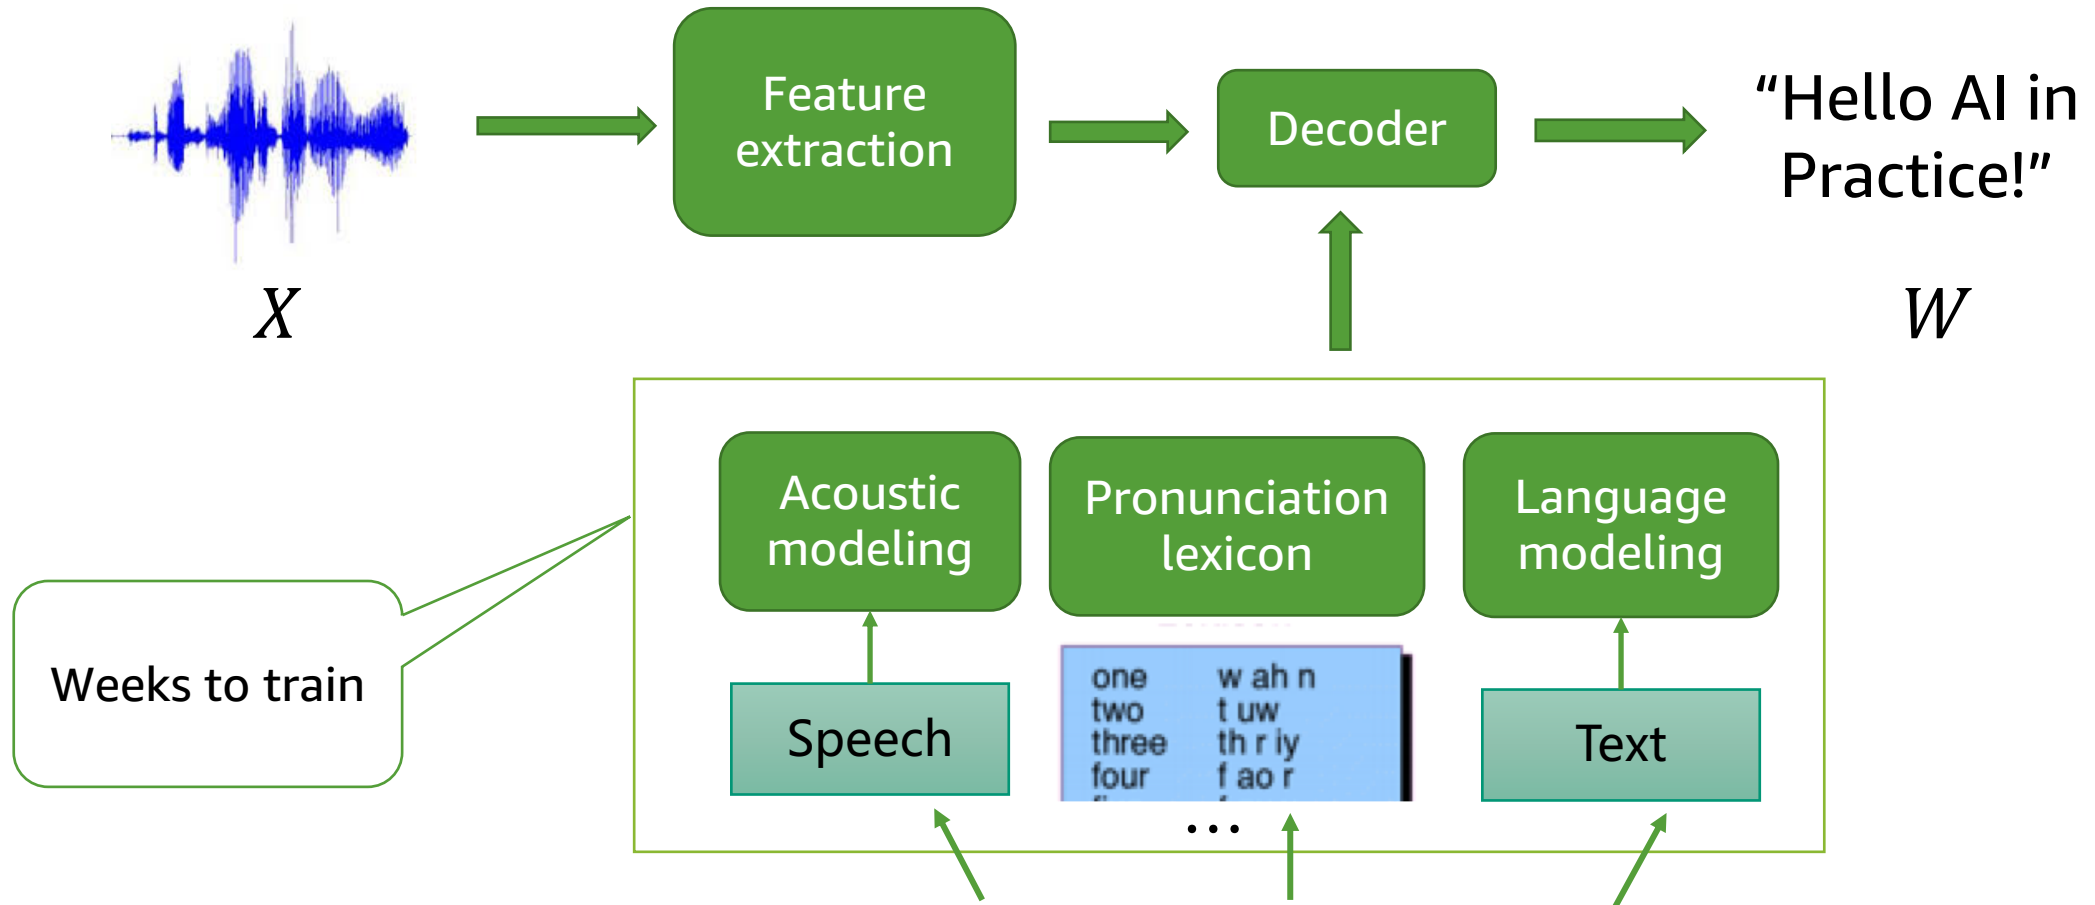 Feature
extraction
Decoder
“Hello AI in
Practice!”
X
W
Acoustic
modeling
Pronunciation
lexicon
Language
modeling
Weeks to train
Speech
one w ah n
two t uw
three th r iy
four f ao r
...
Text